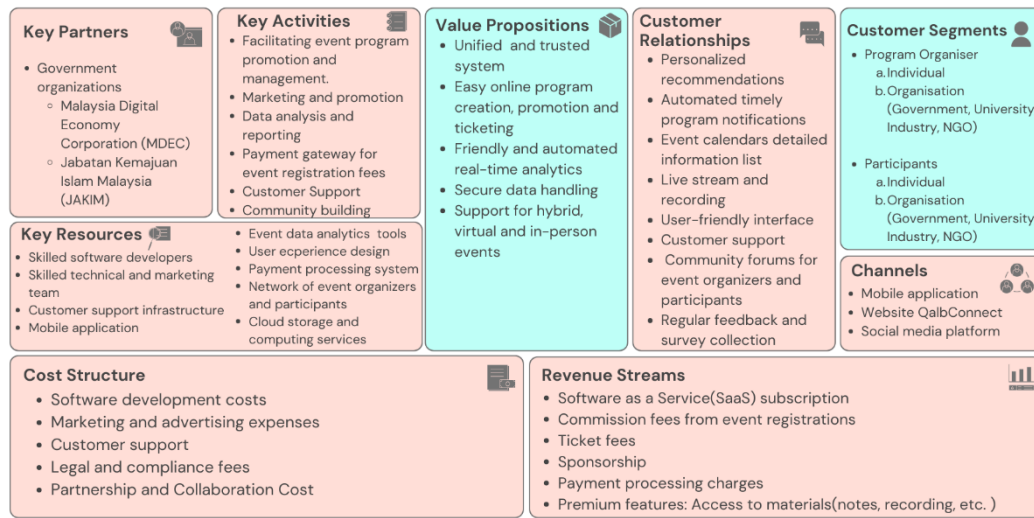 Key Partners
• Government
organizations
○ Malaysia Digital
Economy
Corporation (MDEC)
○ Jabatan Kemajuan
Islam Malaysia
(JAKIM)
Key Activities
• Facilitating event program
promotion and
management.
• Marketing and promotion
• Data analysis and
reporting
• Payment gateway for
event registration fees
• Customer Support
• Community building
Value Propositions
• Unified and trusted
system
• Easy online program
creation, promotion and
ticketing
• Friendly and automated
real-time analytics
• Secure data handling
• Support for hybrid,
virtual and in-person
events
Customer
Relationships
• Personalized
recommendations
• Automated timely
program notifications
• Event calendars detailed
information list
• Live stream and
recording
• User-friendly interface
• Customer support
• Community forums for
event organizers and
participants
• Regular feedback and
survey collection
Customer Segments
• Program Organiser
a. Individual
b. Organisation
(Government, University
Industry, NGO)
• Participants
a. Individual
b. Organisation
(Government, University
Industry, NGO)
Key Resources
• Skilled software developers
• Skilled technical and marketing
team
• Customer support infrastructure
• Mobile application
• Event data analytics tools
• User ecperience design
• Payment processing system
• Network of event organizers
and participants
• Cloud storage and
computing services
Channels
• Mobile application
• Website QalbConnect
• Social media platform
Cost Structure
• Software development costs
• Marketing and advertising expenses
• Customer support
• Legal and compliance fees
• Partnership and Collaboration Cost
Revenue Streams
• Software as a Service(SaaS) subscription
• Commission fees from event registrations
• Ticket fees
• Sponsorship
• Payment processing charges
• Premium features: Access to materials(notes, recording, etc. )